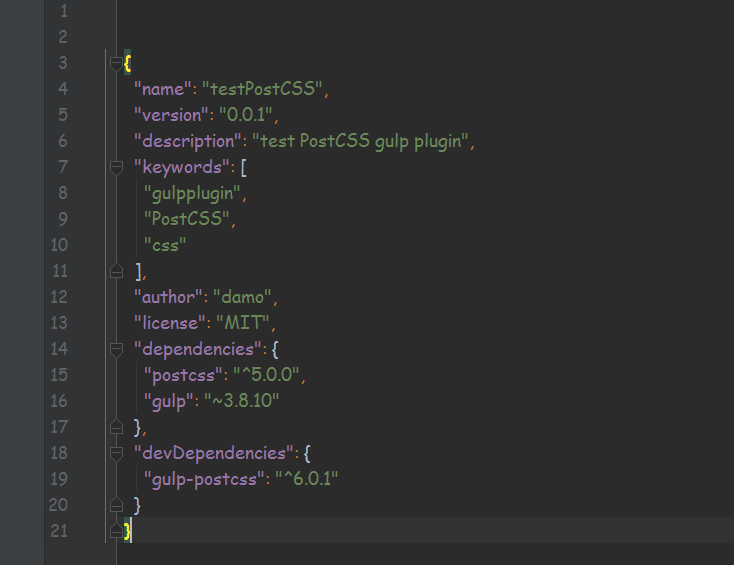 1
2
3 {
4 "name": "testPostCSS",
5 "version": "0.0.1",
6 "description": "test PostCSS gulp plugin",
7 "keywords": [
8 "gulpplugin",
9 "PostCSS",
10 "css"
11 ],
12 "author": "damo",
13 "license": "MIT",
14 "dependencies": {
15 "postcss": "^5.0.0",
16 "gulp": "~3.8.10"
17 },
18 "devDependencies": {
19 "gulp-postcss": "^6.0.1"
20 }
21 }